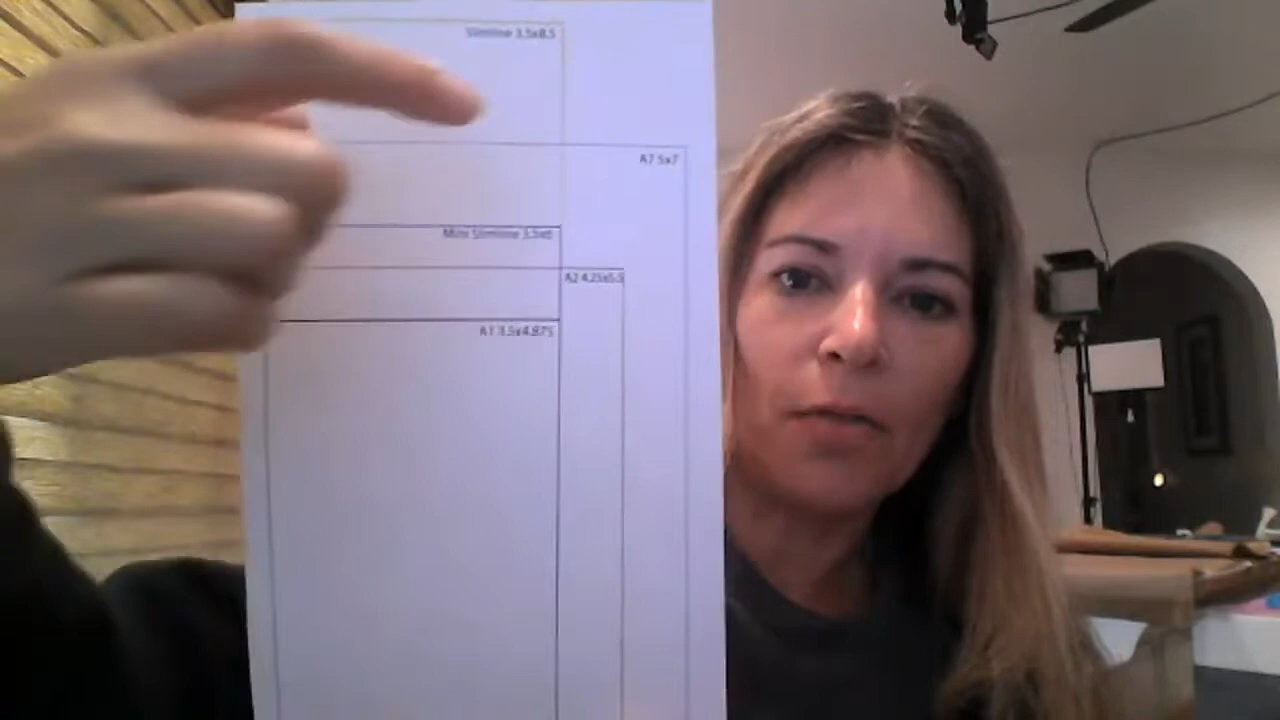 Slimline 3.5x8.5
A7 5x7
Mini Slimline 3.5x6
A2 4.25x5.5
A1 3.5x4.875